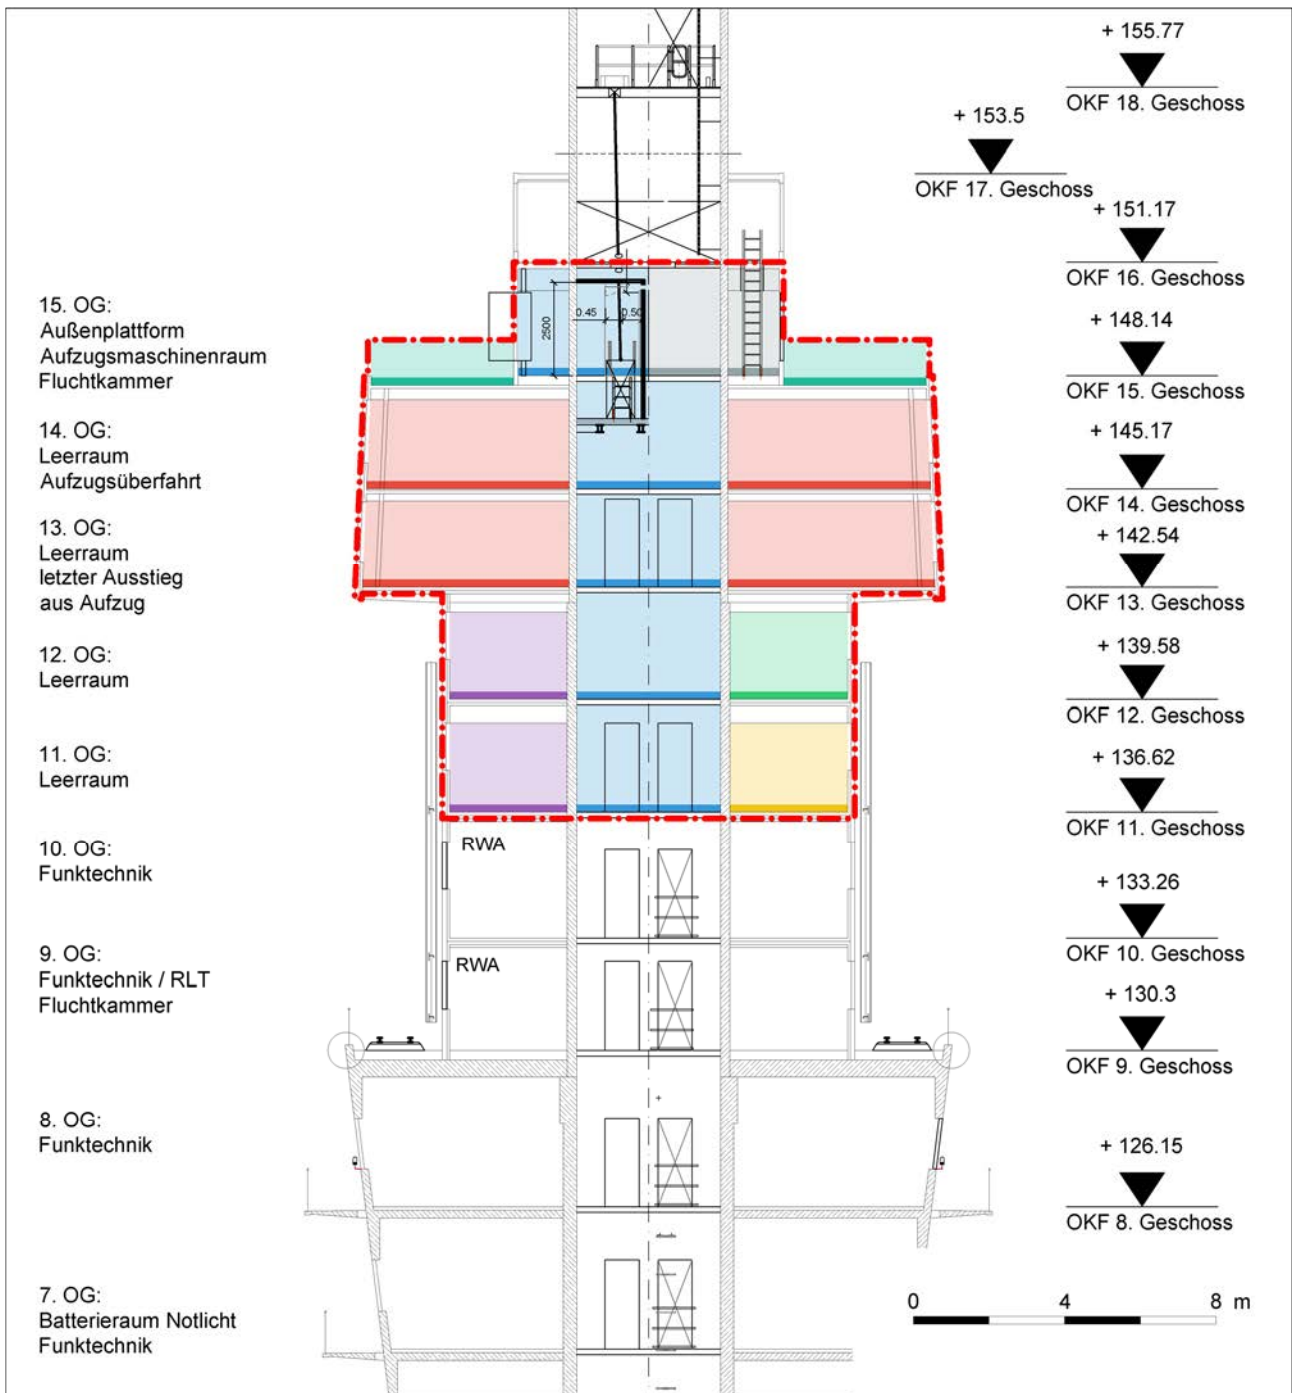 15. OG:
Außenplattform
Aufzugsmaschinenraum
Fluchtkammer
14. OG:
Leerraum
Aufzugsüberfahrt
13. OG:
Leerraum
letzter Ausstieg
aus Aufzug
12. OG:
Leerraum
11. OG:
Leerraum
10. OG:
Funktechnik
9. OG:
Funktechnik / RLT
Fluchtkammer
8. OG:
Funktechnik
7. OG:
Batterieraum Notlicht
Funktechnik
2500
0.45
0.50
RWA
RWA
+ 155.77
OKF 18. Geschoss
+ 153.5
OKF 17. Geschoss
+ 151.17
OKF 16. Geschoss
+ 148.14
OKF 15. Geschoss
+ 145.17
OKF 14. Geschoss
+ 142.54
OKF 13. Geschoss
+ 139.58
OKF 12. Geschoss
+ 136.62
OKF 11. Geschoss
+ 133.26
OKF 10. Geschoss
+ 130.3
OKF 9. Geschoss
+ 126.15
OKF 8. Geschoss
0 4 8 m